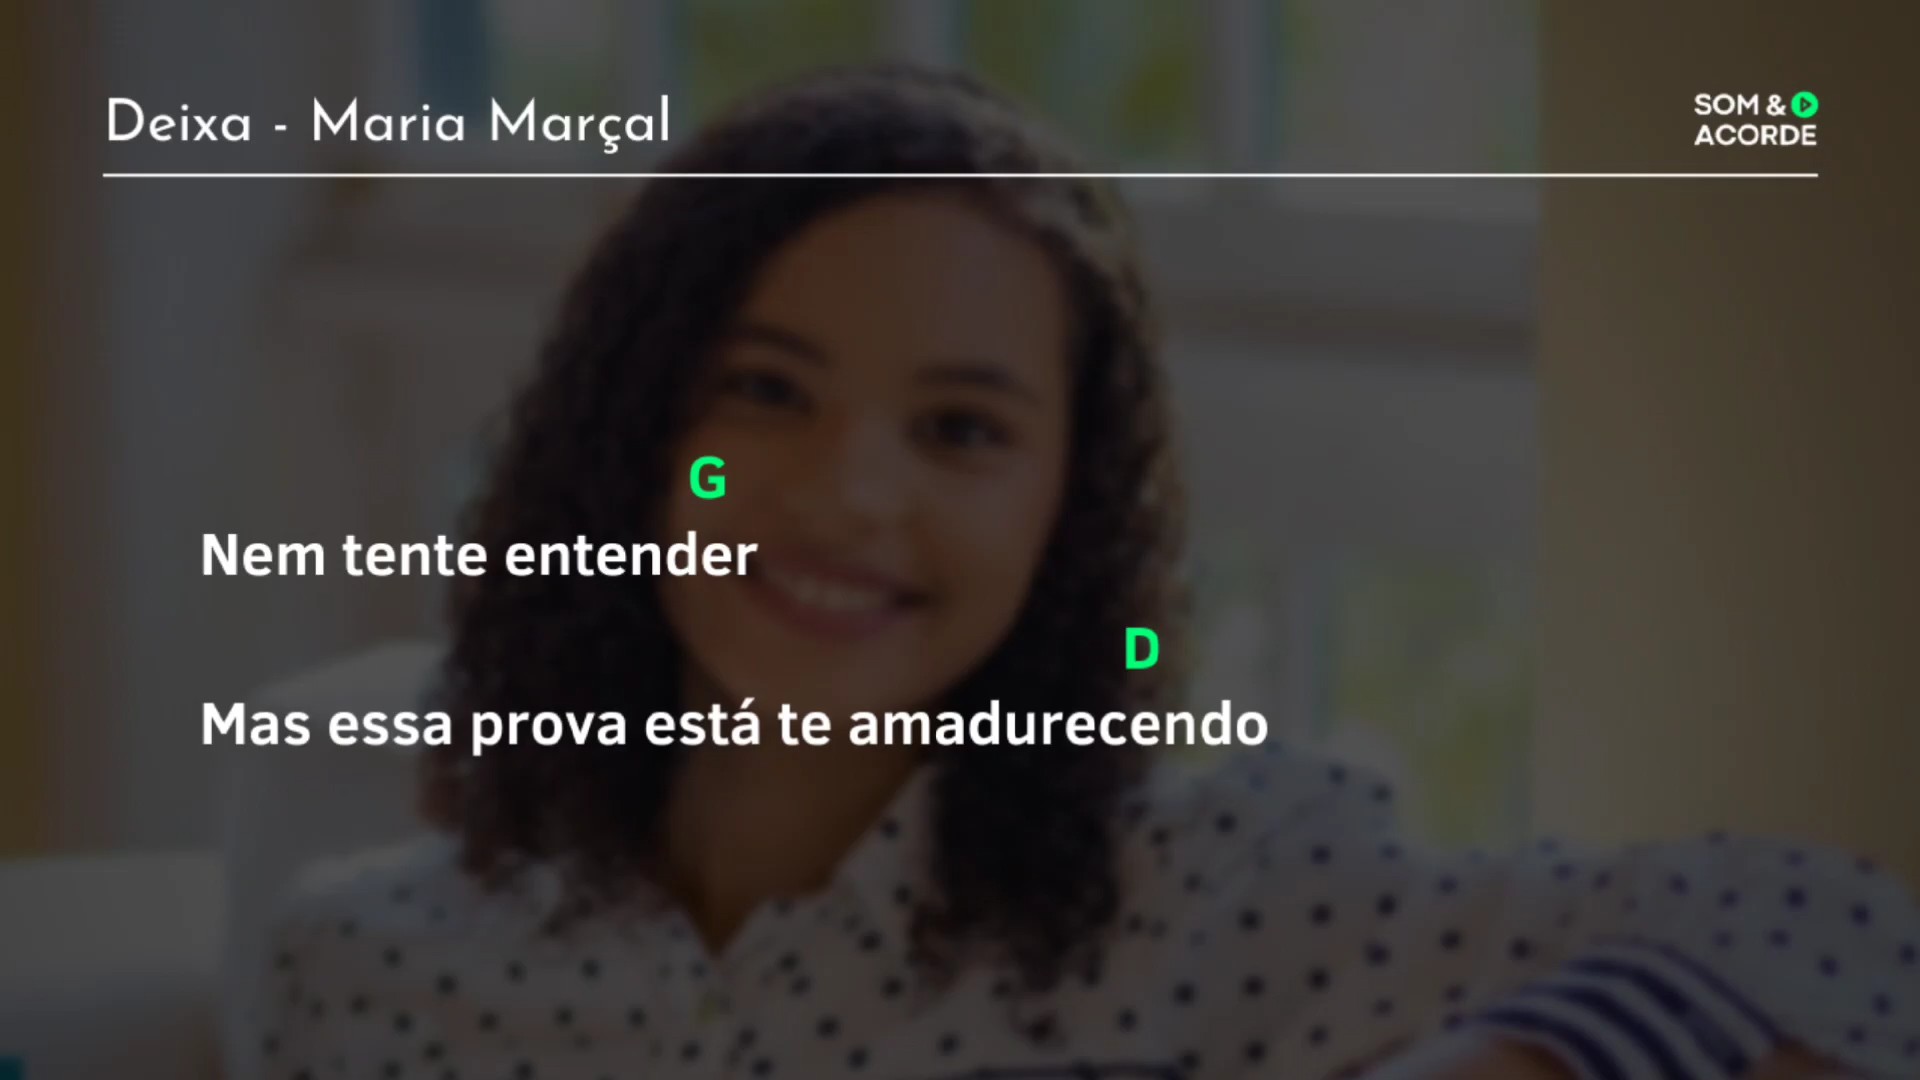 Deixa - Maria Marçal
SOM &
ACORDE
G
Nem tente entender
D
Mas essa prova está te amadurecendo